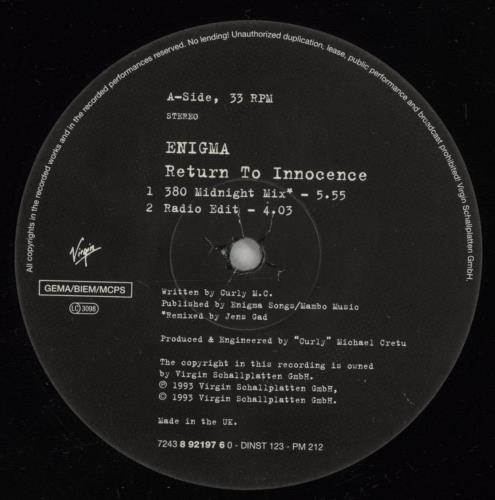 All copyrights in the recorded works and in the recorded performances reserved. No lending! Unauthorized duplication, lease, public performance and broadcast prohibited! Virgin Schallplatten GmbH.
A-Side, 33 RPM
STEREO
ENIGMA
Return To Innocence
1 380 Midnight Mix* - 5.55
2 Radio Edit - 4.03
Virgin
GEMA/BIEM/MCPS
LC 3098
Written by Curly M.C.
Published by Enigma Songs/Mambo Music
*Remixed by Jens Gad
Produced & Engineered by "Curly" Michael Cretu
The copyright in this recording is owned
by Virgin Schallplatten GmbH.
℗ 1993 Virgin Schallplatten GmbH,
© 1993 Virgin Schallplatten GmbH.
Made in the UK.
7243 8 92197 6 0 - DINST 123 - PM 212